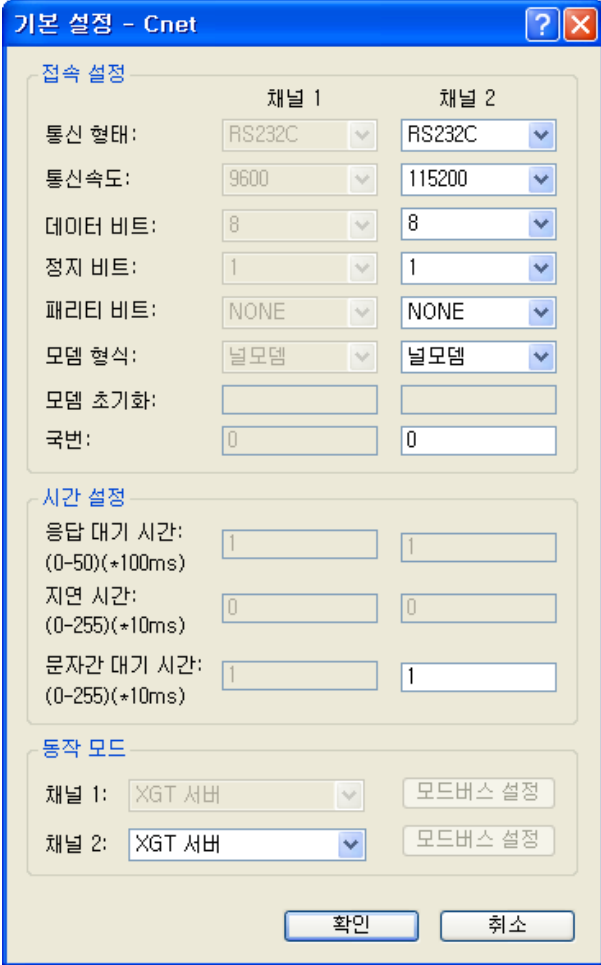 기본 설정 - Cnet
접속 설정
채널 1 채널 2
통신 형태: RS232C RS232C
통신속도: 9600 115200
데이터 비트: 8 8
정지 비트: 1 1
패리티 비트: NONE NONE
모뎀 형식: 널모뎀 널모뎀
모뎀 초기화:
국번: 0 0
시간 설정
응답 대기 시간: 1 1
(0-50)(*100ms)
지연 시간: 0 0
(0-255)(*10ms)
문자간 대기 시간: 1 1
(0-255)(*10ms)
동작 모드
채널 1: XGT 서버 모드버스 설정
채널 2: XGT 서버 모드버스 설정
확인 취소